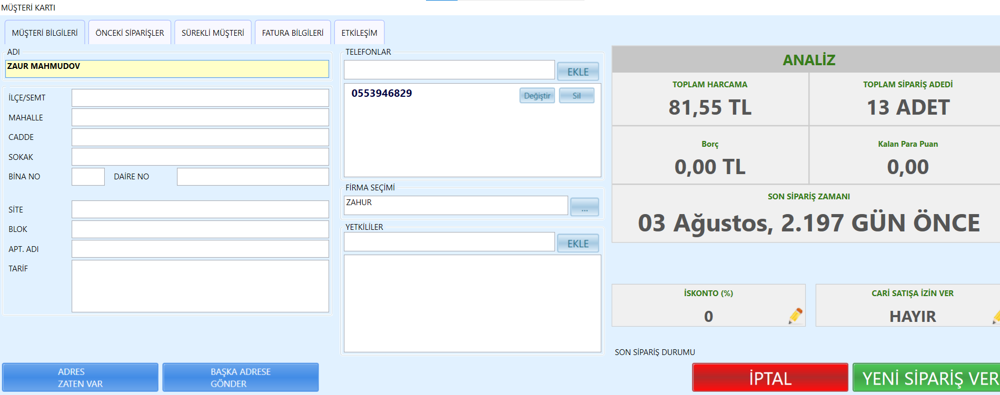 MÜŞTERİ KARTI
MÜŞTERİ BİLGİLERİ
ÖNCEKİ SİPARİŞLER
SÜREKLİ MÜŞTERİ
FATURA BİLGİLERİ
ETKİLEŞİM
ADI
ZAUR MAHMUDOV
İLÇE/SEMT
MAHALLE
CADDE
SOKAK
BİNA NO
DAİRE NO
SİTE
BLOK
APT. ADI
TARİF
ADRES
ZATEN VAR
BAŞKA ADRESE
GÖNDER
TELEFONLAR
EKLE
0553946829
Değiştir
Sil
FİRMA SEÇİMİ
ZAHUR
...
YETKİLİLER
EKLE
ANALİZ
TOPLAM HARCAMA
81,55 TL
TOPLAM SİPARİŞ ADEDİ
13 ADET
Borç
0,00 TL
Kalan Para Puan
0,00
SON SİPARİŞ ZAMANI
03 Ağustos, 2.197 GÜN ÖNCE
İSKONTO (%)
0
CARİ SATIŞA İZİN VER
HAYIR
SON SİPARİŞ DURUMU
İPTAL
YENİ SİPARİŞ VER